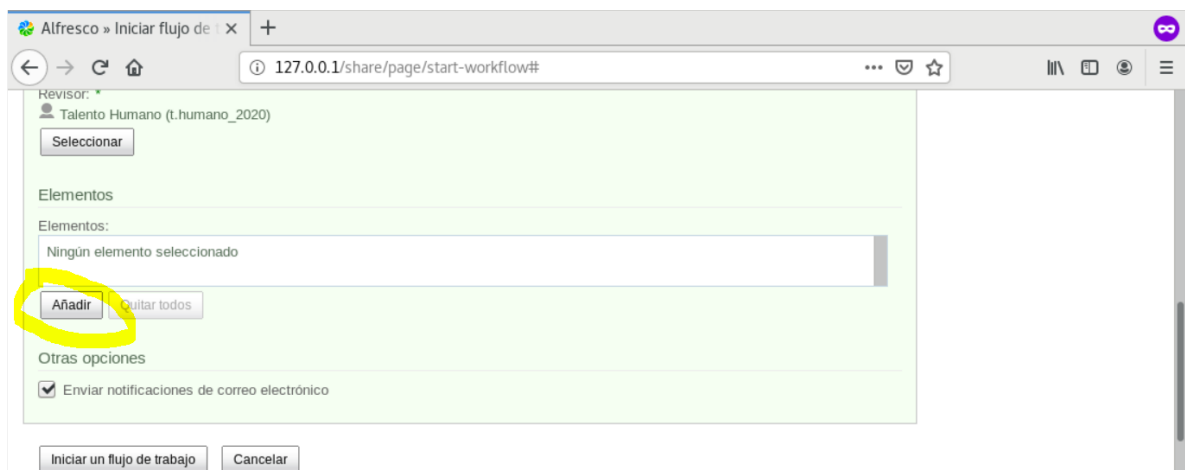 Alfresco » Iniciar flujo de t
127.0.0.1/share/page/start-workflow#
Revisor: *
Talento Humano (t.humano_2020)
Seleccionar
Elementos
Elementos:
Ningún elemento seleccionado
Añadir Quitar todos
Otras opciones
Enviar notificaciones de correo electrónico
Iniciar un flujo de trabajo Cancelar